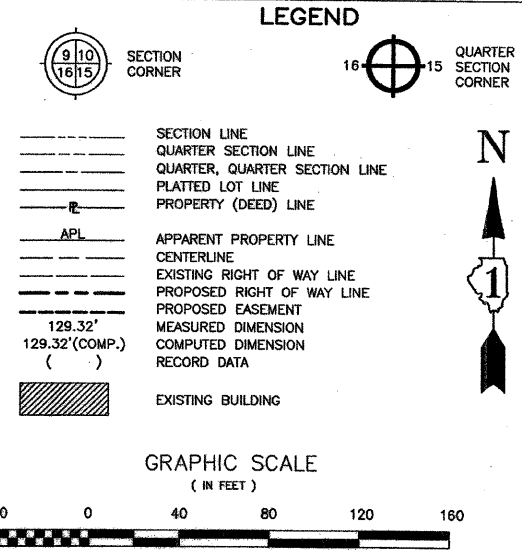 LEGEND
9 10
16 15
SECTION
CORNER
16
15
QUARTER
SECTION
CORNER
SECTION LINE
QUARTER SECTION LINE
QUARTER, QUARTER SECTION LINE
PLATTED LOT LINE
PL PROPERTY (DEED) LINE
APL APPARENT PROPERTY LINE
CENTERLINE
EXISTING RIGHT OF WAY LINE
PROPOSED RIGHT OF WAY LINE
PROPOSED EASEMENT
129.32' MEASURED DIMENSION
129.32'(COMP.) COMPUTED DIMENSION
( ) RECORD DATA
EXISTING BUILDING
N
1
GRAPHIC SCALE
( IN FEET )
0 0 40 80 120 160